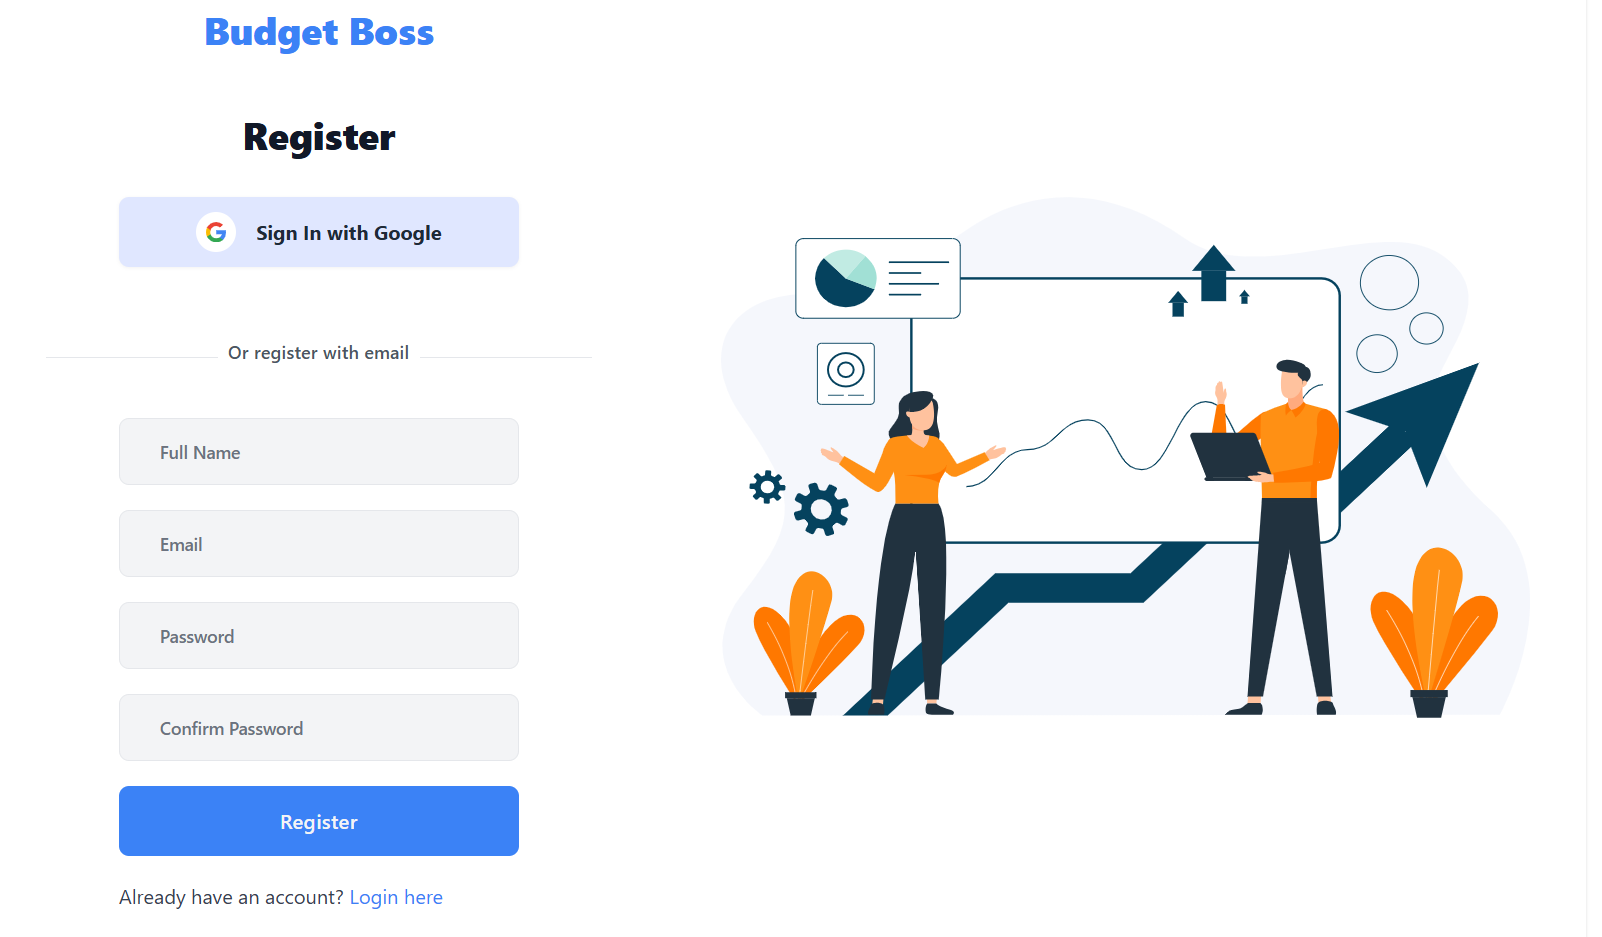 Budget Boss
Register
Sign In with Google
Or register with email
Full Name
Email
Password
Confirm Password
Register
Already have an account? Login here